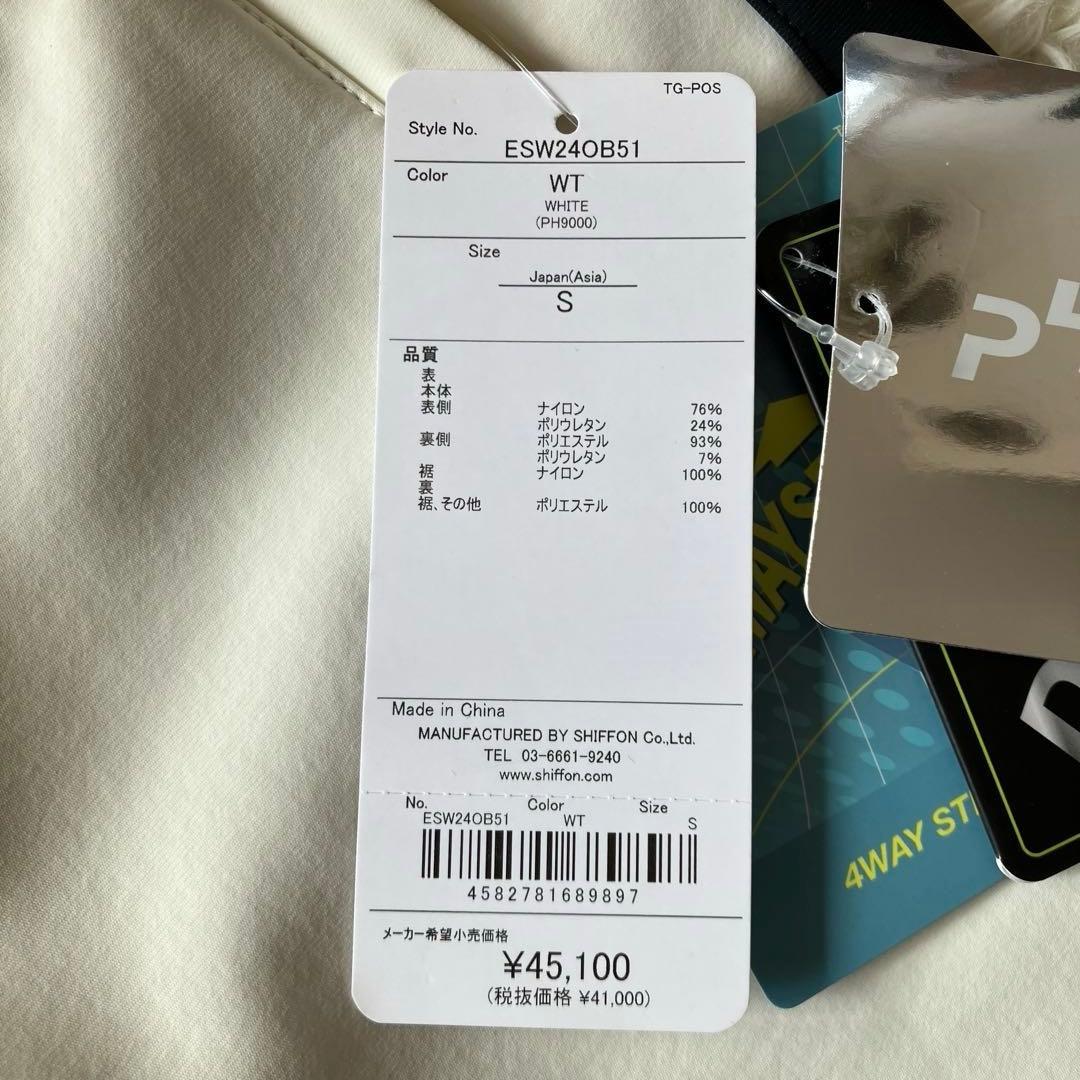 TG-POS
Style No.
ESW24OB51
Color
WT
WHITE
(PH9000)
Size
Japan(Asia)
S
品質
表
本体
表側 ナイロン 76%
ポリウレタン 24%
裏側 ポリエステル 93%
ポリウレタン 7%
裾 ナイロン 100%
裏
裾、その他 ポリエステル 100%
Made in China
MANUFACTURED BY SHIFFON Co.,Ltd.
TEL 03-6661-9240
www.shiffon.com
No. Color Size
ESW24OB51 WT S
4582781689897
メーカー希望小売価格
¥45,100
(税抜価格 ¥41,000)
P
4WAY